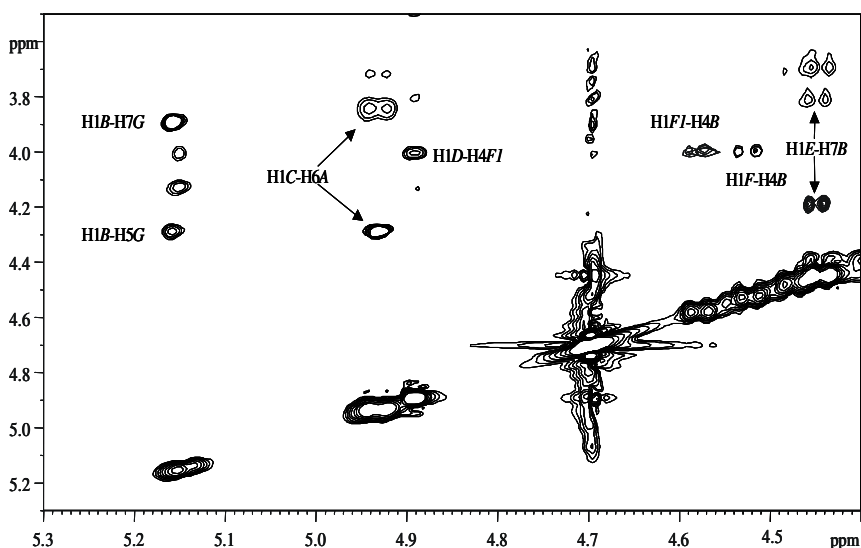 ppm
3.8
H1B-H7G
H1F1-H4B
4.0
H1D-H4F1
H1E-H7B
H1C-H6A
H1F-H4B
4.2
H1B-H5G
4.4
4.6
4.8
5.0
5.2
5.3 5.2 5.1 5.0 4.9 4.8 4.7 4.6 4.5 ppm